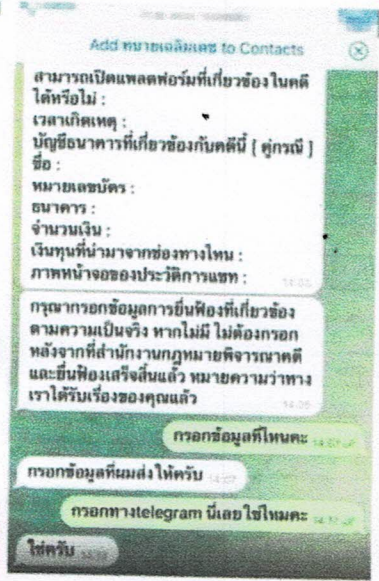 Add ทนายเฉลิมเดช to Contacts
สามารถเปิดแพลตฟอร์มที่เกี่ยวข้องในคดี
ได้หรือไม่ :
เวลาเกิดเหตุ :
บัญชีธนาคารที่เกี่ยวข้องกับคดีนี้ [ คู่กรณี ]
ชื่อ :
หมายเลขบัตร :
ธนาคาร :
จำนวนเงิน :
เงินทุนที่นำมาจากช่องทางไหน :
ภาพหน้าจอของประวัติการแชท :
กรุณากรอกข้อมูลการยื่นฟ้องที่เกี่ยวข้อง
ตามความเป็นจริง หากไม่มี ไม่ต้องกรอก
หลังจากที่สำนักงานกฎหมายพิจารณาคดี
และยื่นฟ้องเสร็จสิ้นแล้ว หมายความว่าทาง
เราได้รับเรื่องของคุณแล้ว
กรอกข้อมูลที่ไหนคะ
กรอกข้อมูลที่ผมส่งให้ครับ
กรอกทางtelegram นี่เลย ใช่ไหมคะ
ใช่ครับ